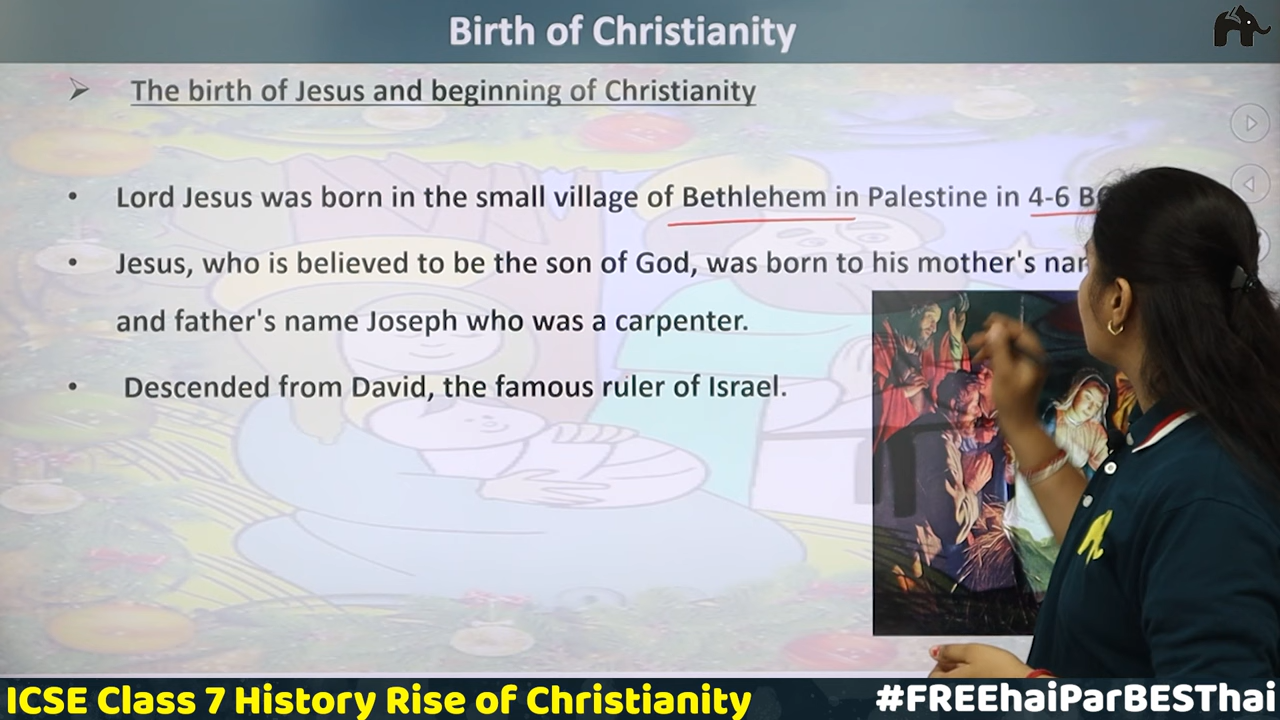 Birth of Christianity
➤ The birth of Jesus and beginning of Christianity
• Lord Jesus was born in the small village of Bethlehem in Palestine in 4-6
• Jesus, who is believed to be the son of God, was born to his mother's
and father's name Joseph who was a carpenter.
• Descended from David, the famous ruler of Israel.
ICSE Class 7 History Rise of Christianity
#FREEhaiParBESThai